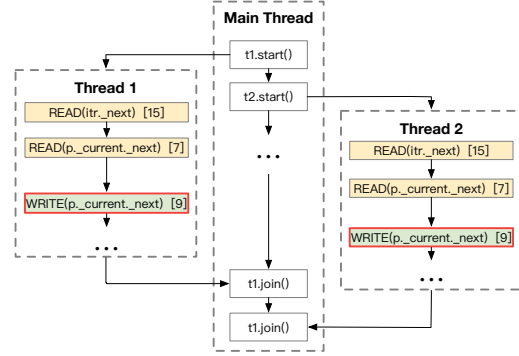 Main Thread
t1.start()
t2.start()
...
t1.join()
t1.join()
Thread 1
READ(itr._next) [15]
READ(p._current._next) [7]
WRITE(p._current._next) [9]
...
Thread 2
READ(itr._next) [15]
READ(p._current._next) [7]
WRITE(p._current._next) [9]
...